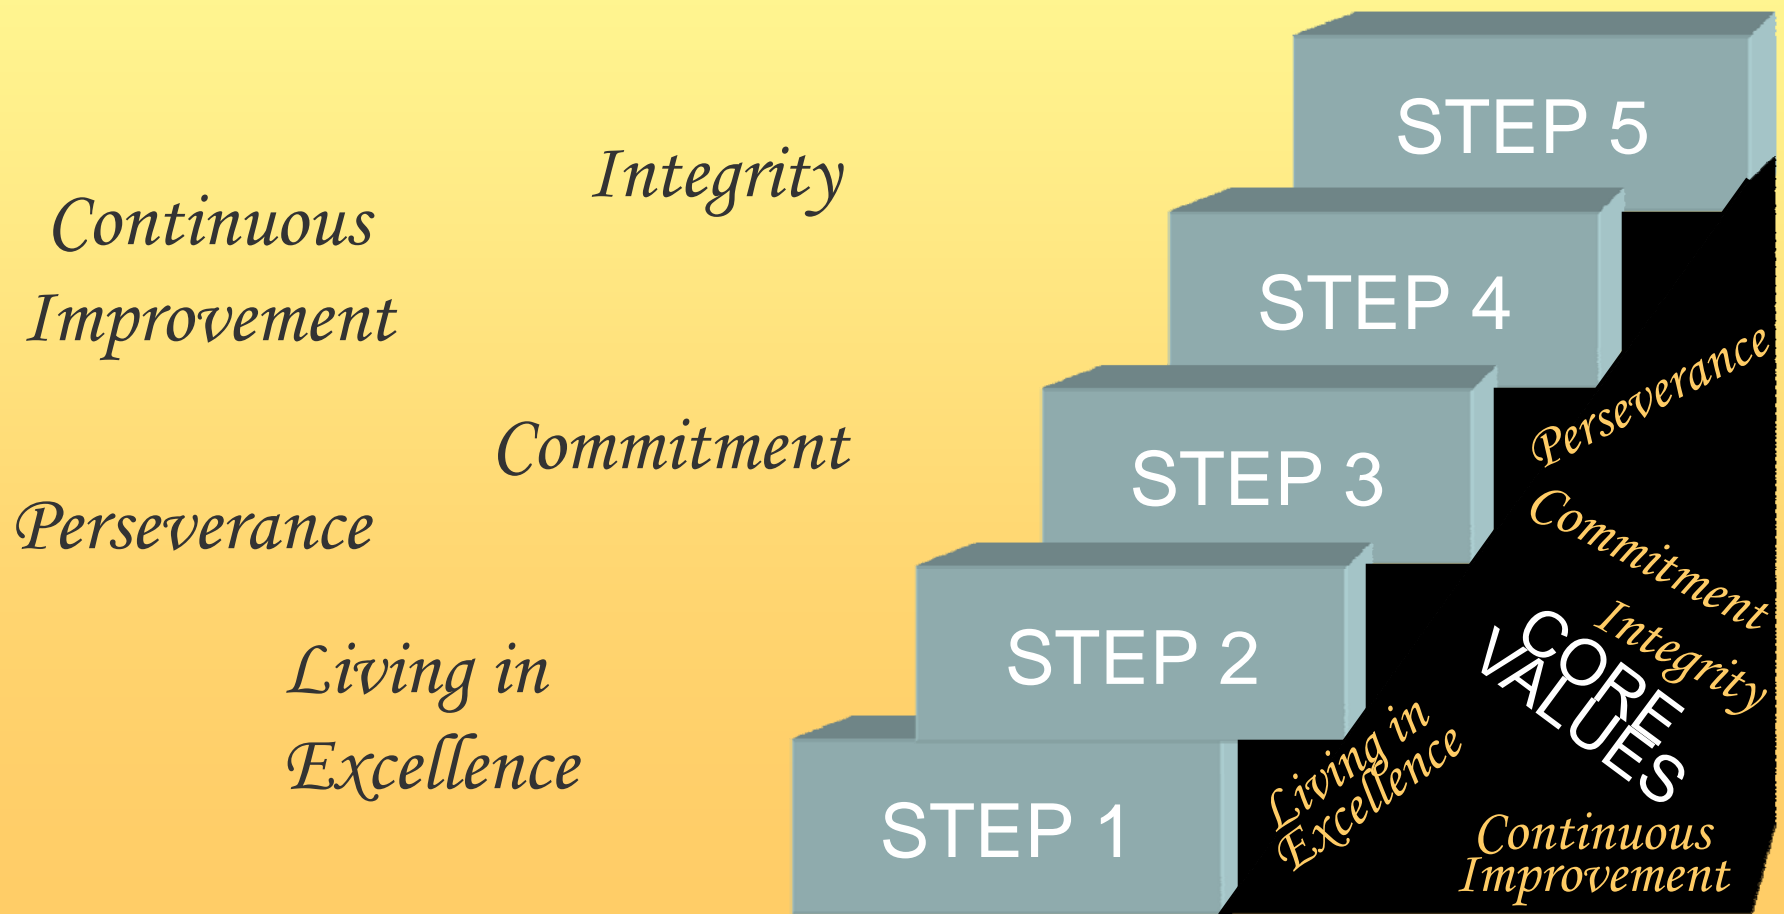 Continuous
Improvement
Integrity
Commitment
Perseverance
Living in
Excellence
STEP 5
STEP 4
STEP 3
STEP 2
STEP 1
Perseverance
Commitment
Integrity
CORE
VALUES
Living in
Excellence
Continuous
Improvement